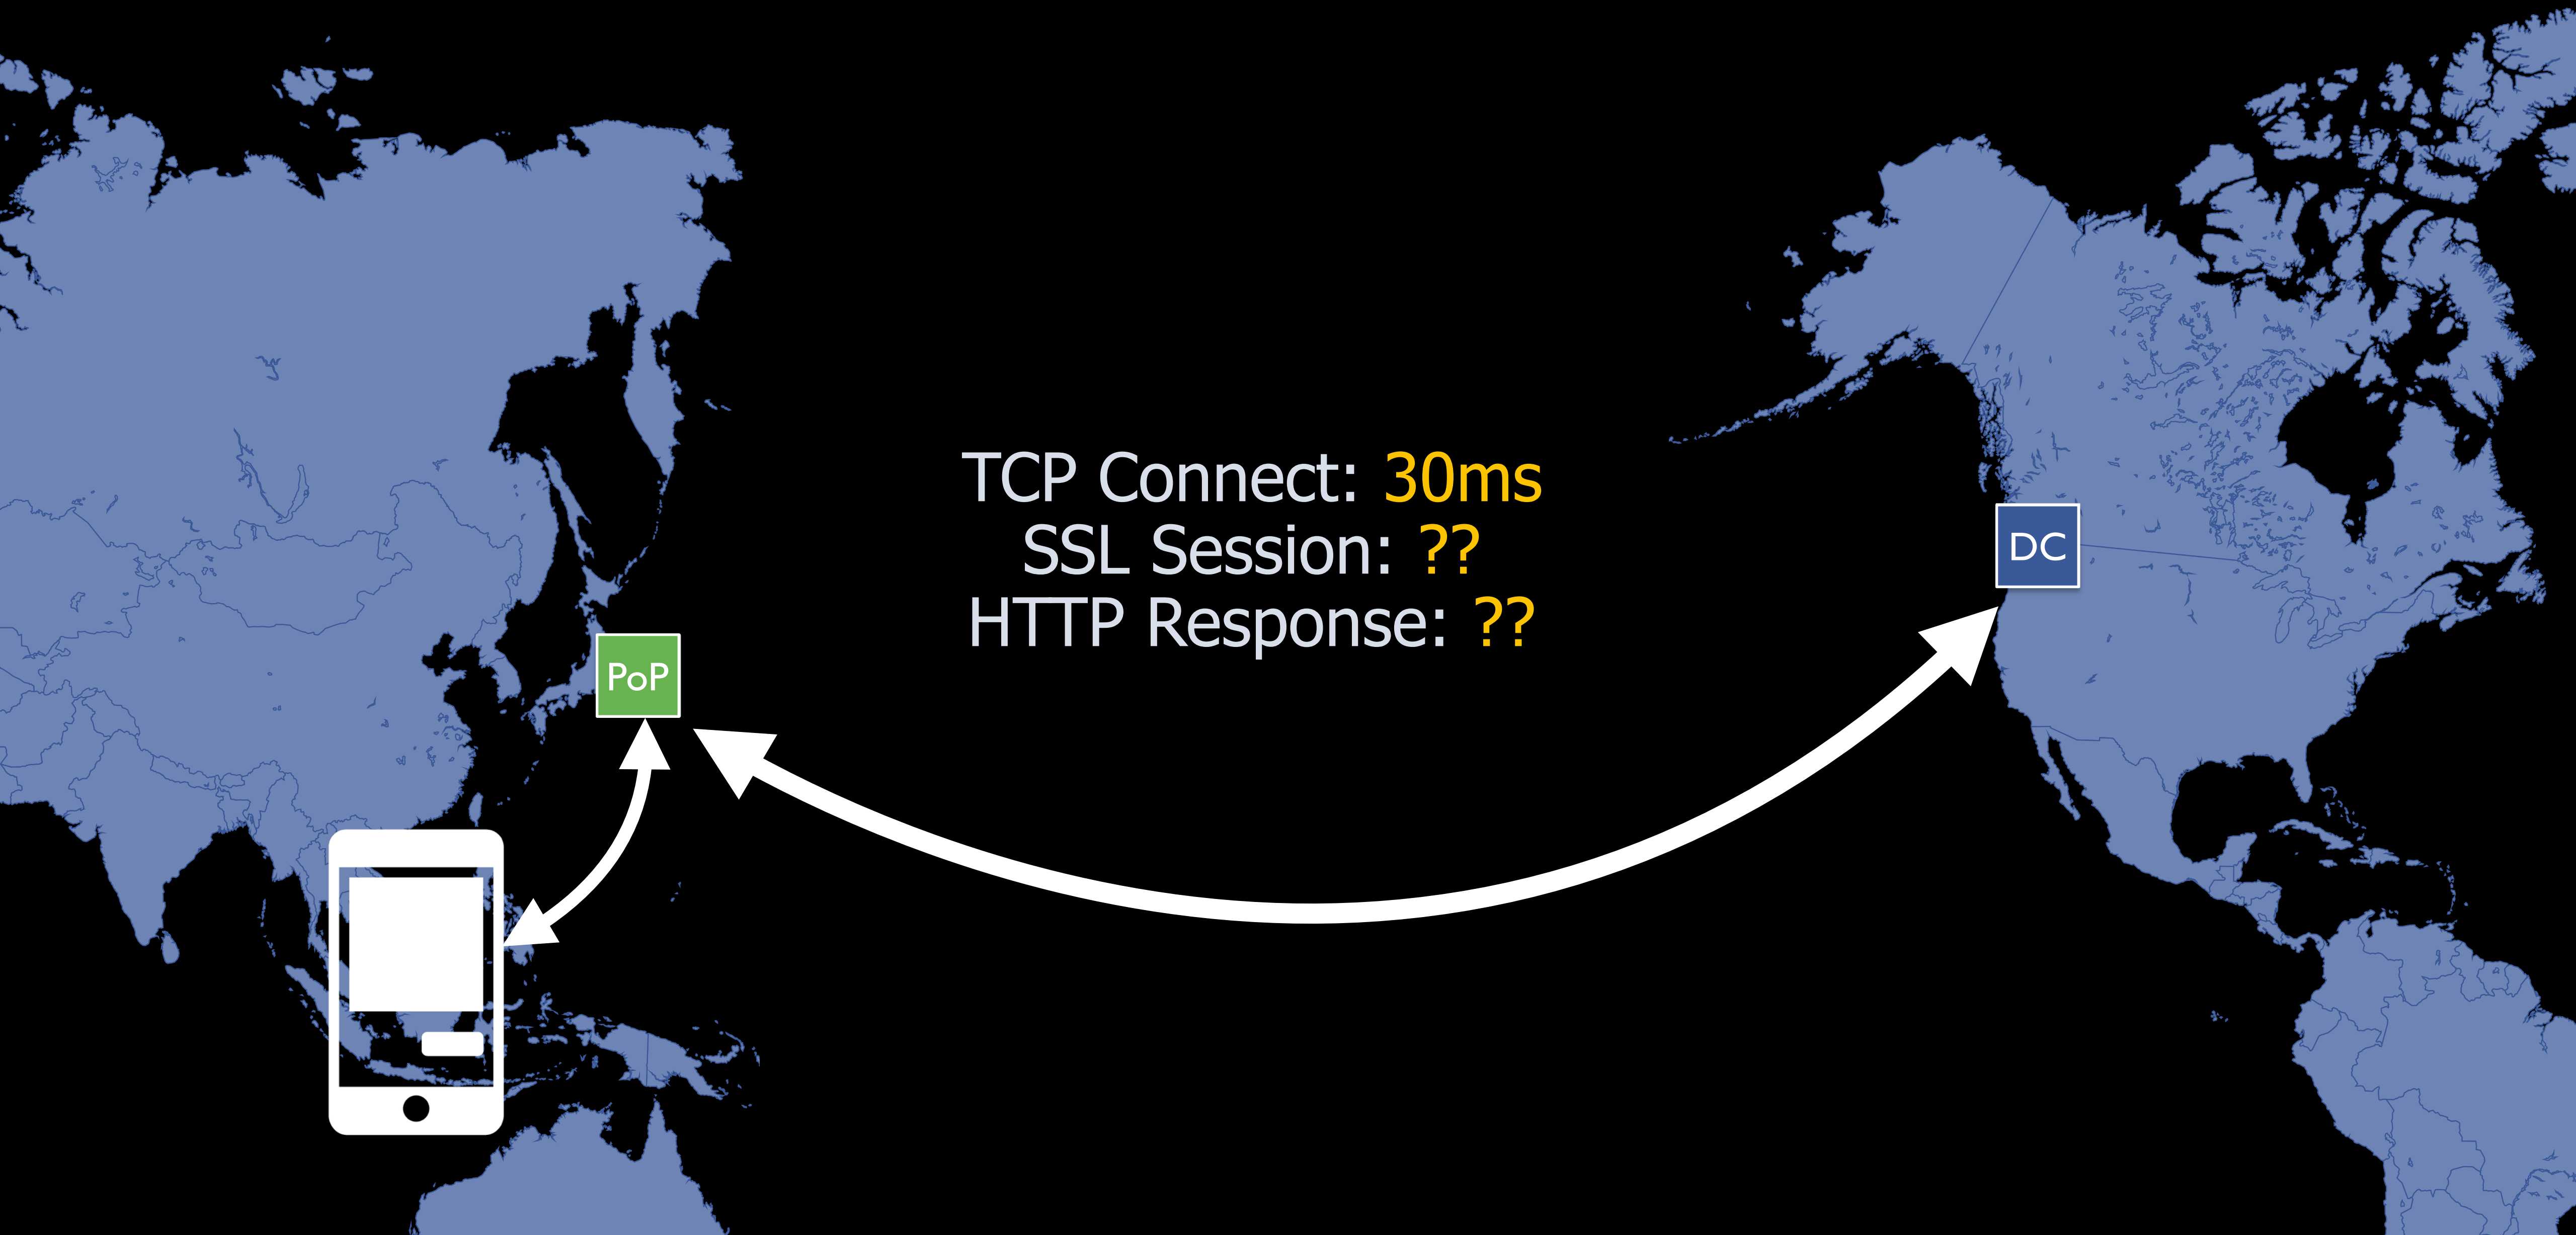 TCP Connect: 30ms
SSL Session: ??
HTTP Response: ??
DC
PoP